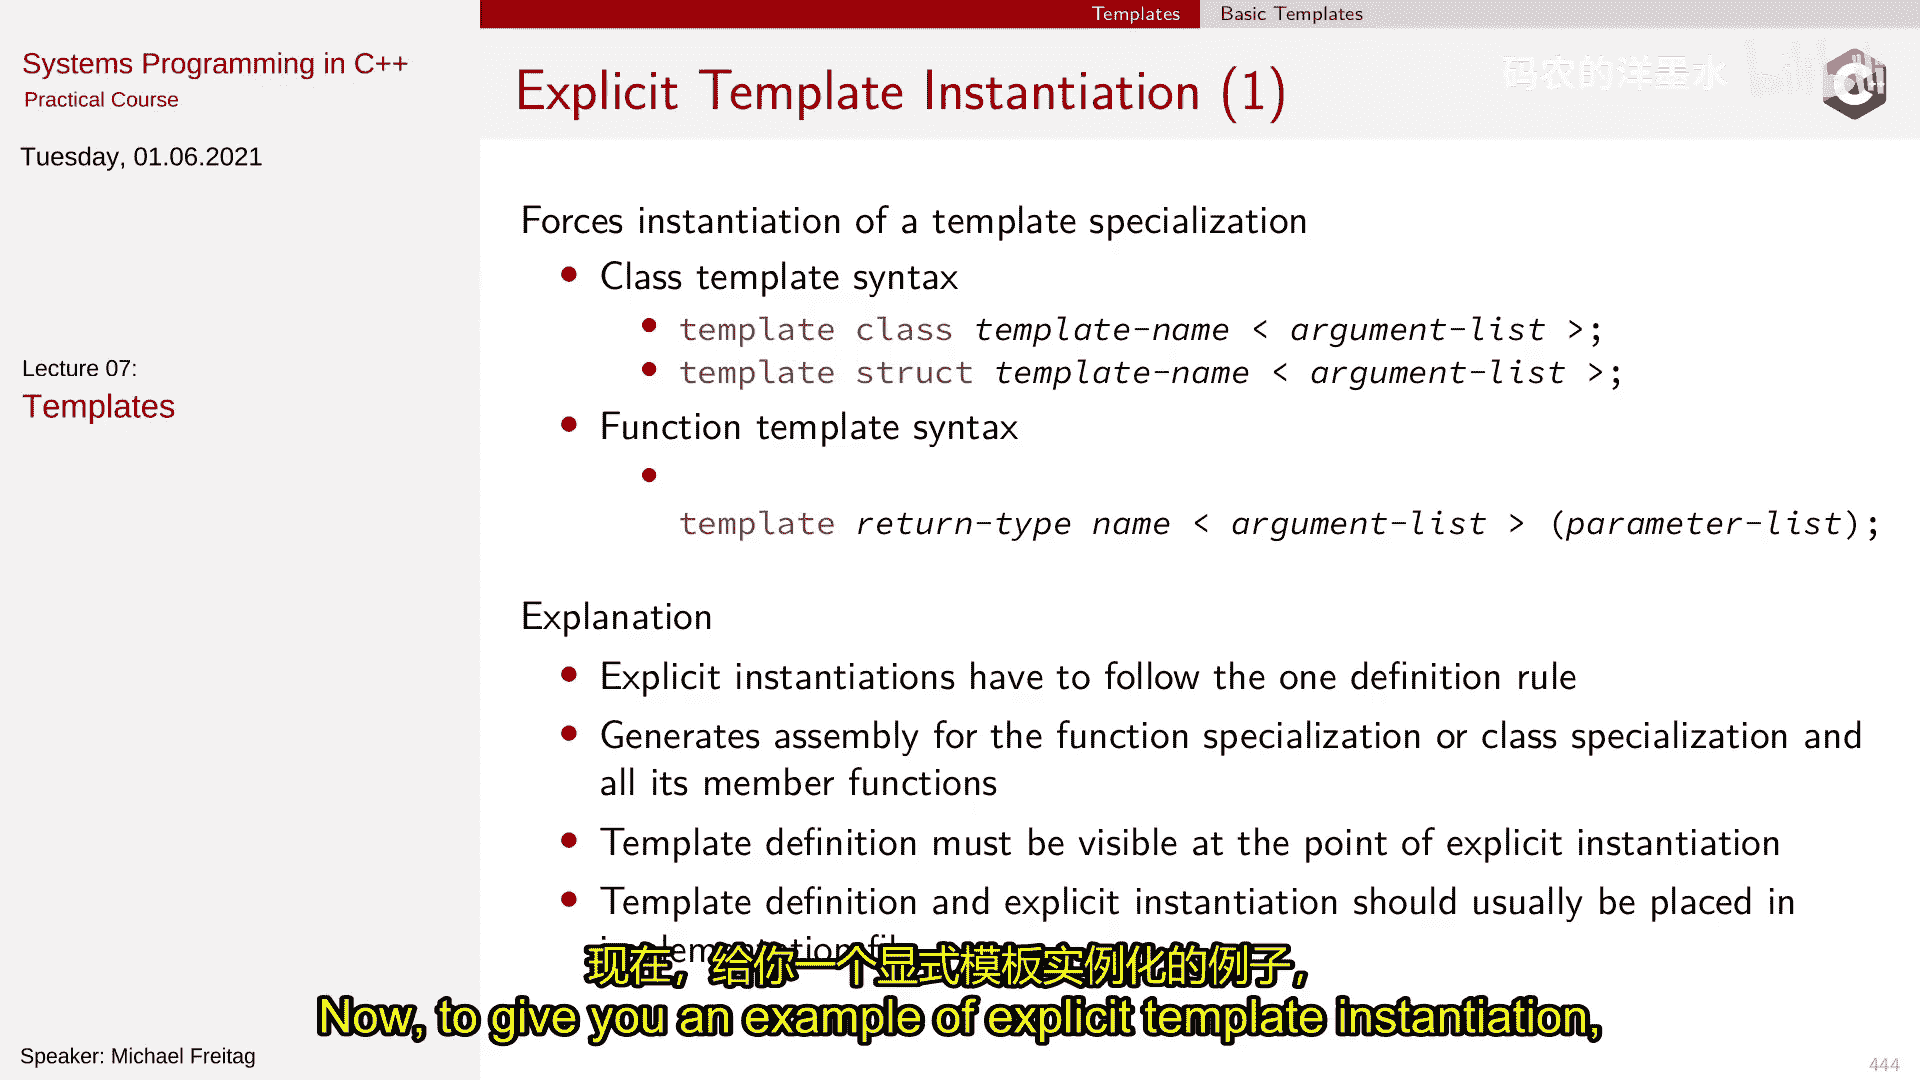 Templates Basic Templates
Systems Programming in C++
Practical Course
Tuesday, 01.06.2021
Lecture 07:
Templates
Explicit Template Instantiation (1)
码农的洋墨水
Forces instantiation of a template specialization
• Class template syntax
• template class template-name < argument-list >;
• template struct template-name < argument-list >;
• Function template syntax
•
template return-type name < argument-list > (parameter-list);
Explanation
• Explicit instantiations have to follow the one definition rule
• Generates assembly for the function specialization or class specialization and
all its member functions
• Template definition must be visible at the point of explicit instantiation
• Template definition and explicit instantiation should usually be placed in
现在，给你一个显式模板实例化的例子，
Now, to give you an example of explicit template instantiation,
Speaker: Michael Freitag
444